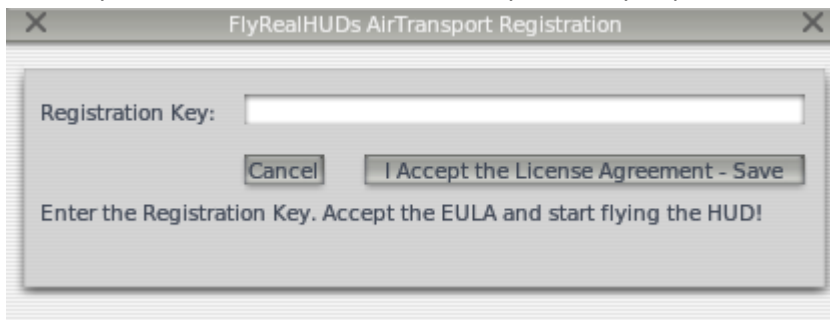 FlyRealHUDs AirTransport Registration
Registration Key:
Cancel I Accept the License Agreement - Save
Enter the Registration Key. Accept the EULA and start flying the HUD!